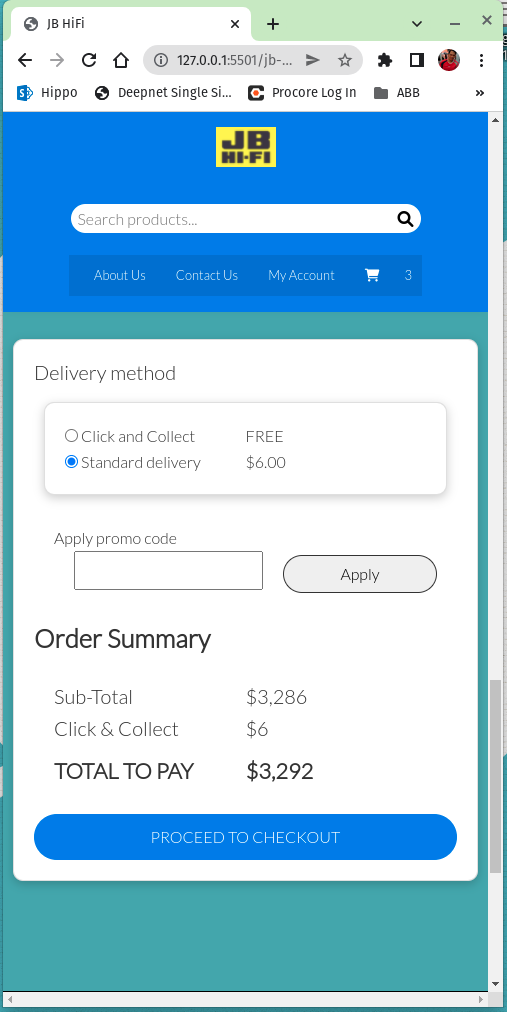 JB HiFi
127.0.0.1:5501/jb-...
Hippo
Deepnet Single Si...
Procore Log In
ABB
»
JB
HI-FI
Search products...
About Us
Contact Us
My Account
3
Delivery method
Click and Collect FREE
Standard delivery $6.00
Apply promo code
Apply
Order Summary
Sub-Total $3,286
Click & Collect $6
TOTAL TO PAY $3,292
PROCEED TO CHECKOUT